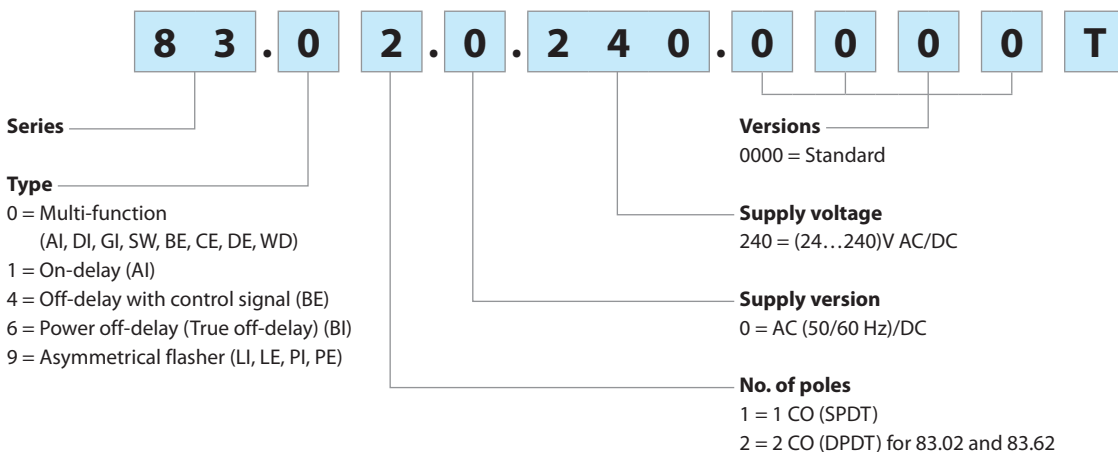 8 3 . 0 2 . 0 . 2 4 0 . 0 0 0 0 T
Series
Type
0 = Multi-function
(AI, DI, GI, SW, BE, CE, DE, WD)
1 = On-delay (AI)
4 = Off-delay with control signal (BE)
6 = Power off-delay (True off-delay) (BI)
9 = Asymmetrical flasher (LI, LE, PI, PE)
Versions
0000 = Standard
Supply voltage
240 = (24...240)V AC/DC
Supply version
0 = AC (50/60 Hz)/DC
No. of poles
1 = 1 CO (SPDT)
2 = 2 CO (DPDT) for 83.02 and 83.62